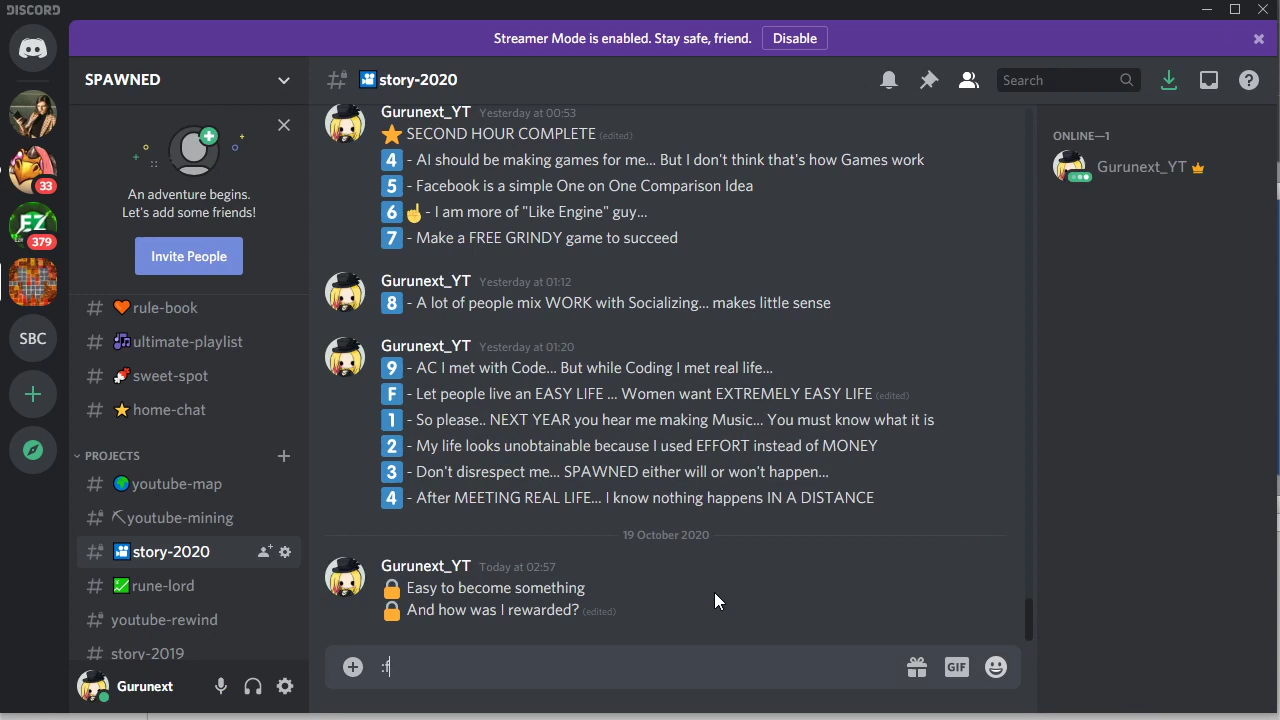 DISCORD
Streamer Mode is enabled. Stay safe, friend. Disable
SPAWNED
story-2020
Search
An adventure begins.
Let's add some friends!
Invite People
33
EZ
379
SBC
rule-book
ultimate-playlist
sweet-spot
home-chat
PROJECTS
youtube-map
youtube-mining
story-2020
rune-lord
youtube-rewind
story-2019
Gurunext
Gurunext_YT Yesterday at 00:53
SECOND HOUR COMPLETE (edited)
4 - AI should be making games for me... But I don't think that's how Games work
5 - Facebook is a simple One on One Comparison Idea
6 - I am more of "Like Engine" guy...
7 - Make a FREE GRINDY game to succeed
Gurunext_YT Yesterday at 01:12
8 - A lot of people mix WORK with Socializing... makes little sense
Gurunext_YT Yesterday at 01:20
9 - AC I met with Code... But while Coding I met real life...
F - Let people live an EASY LIFE ... Women want EXTREMELY EASY LIFE (edited)
1 - So please.. NEXT YEAR you hear me making Music... You must know what it is
2 - My life looks unobtainable because I used EFFORT instead of MONEY
3 - Don't disrespect me... SPAWNED either will or won't happen...
4 - After MEETING REAL LIFE... I know nothing happens IN A DISTANCE
19 October 2020
Gurunext_YT Today at 02:57
Easy to become something
And how was I rewarded? (edited)
:f
GIF
ONLINE—1
Gurunext_YT